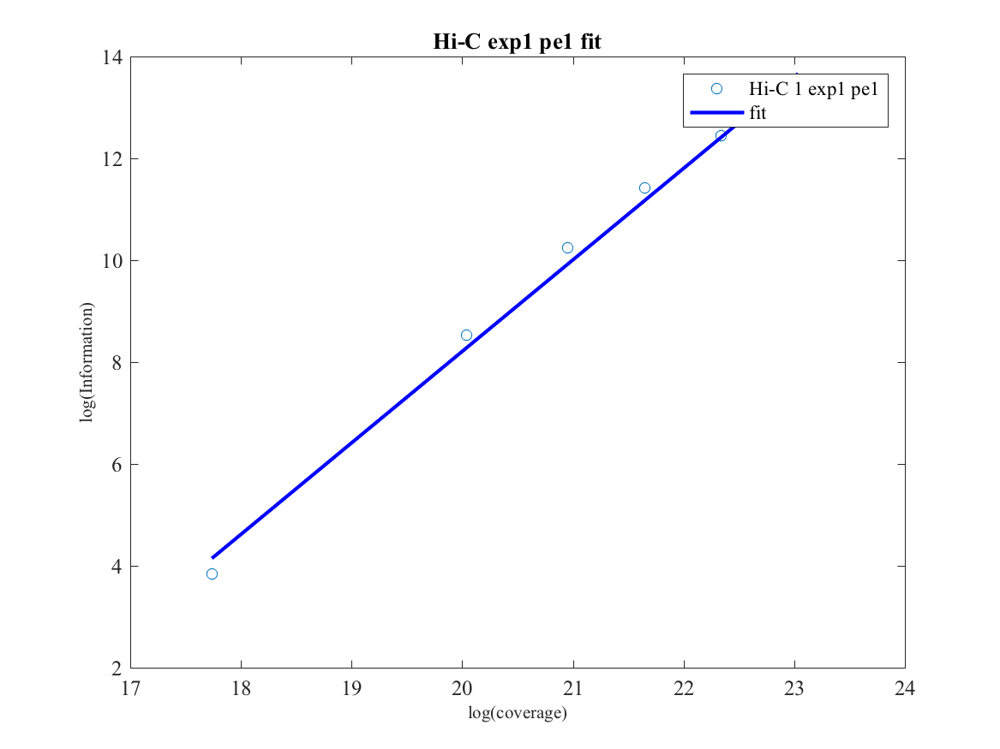 Hi-C exp1 pe1 fit
14
12
10
8
6
4
2
log(Information)
Hi-C 1 exp1 pe1
fit
17 18 19 20 21 22 23 24
log(coverage)